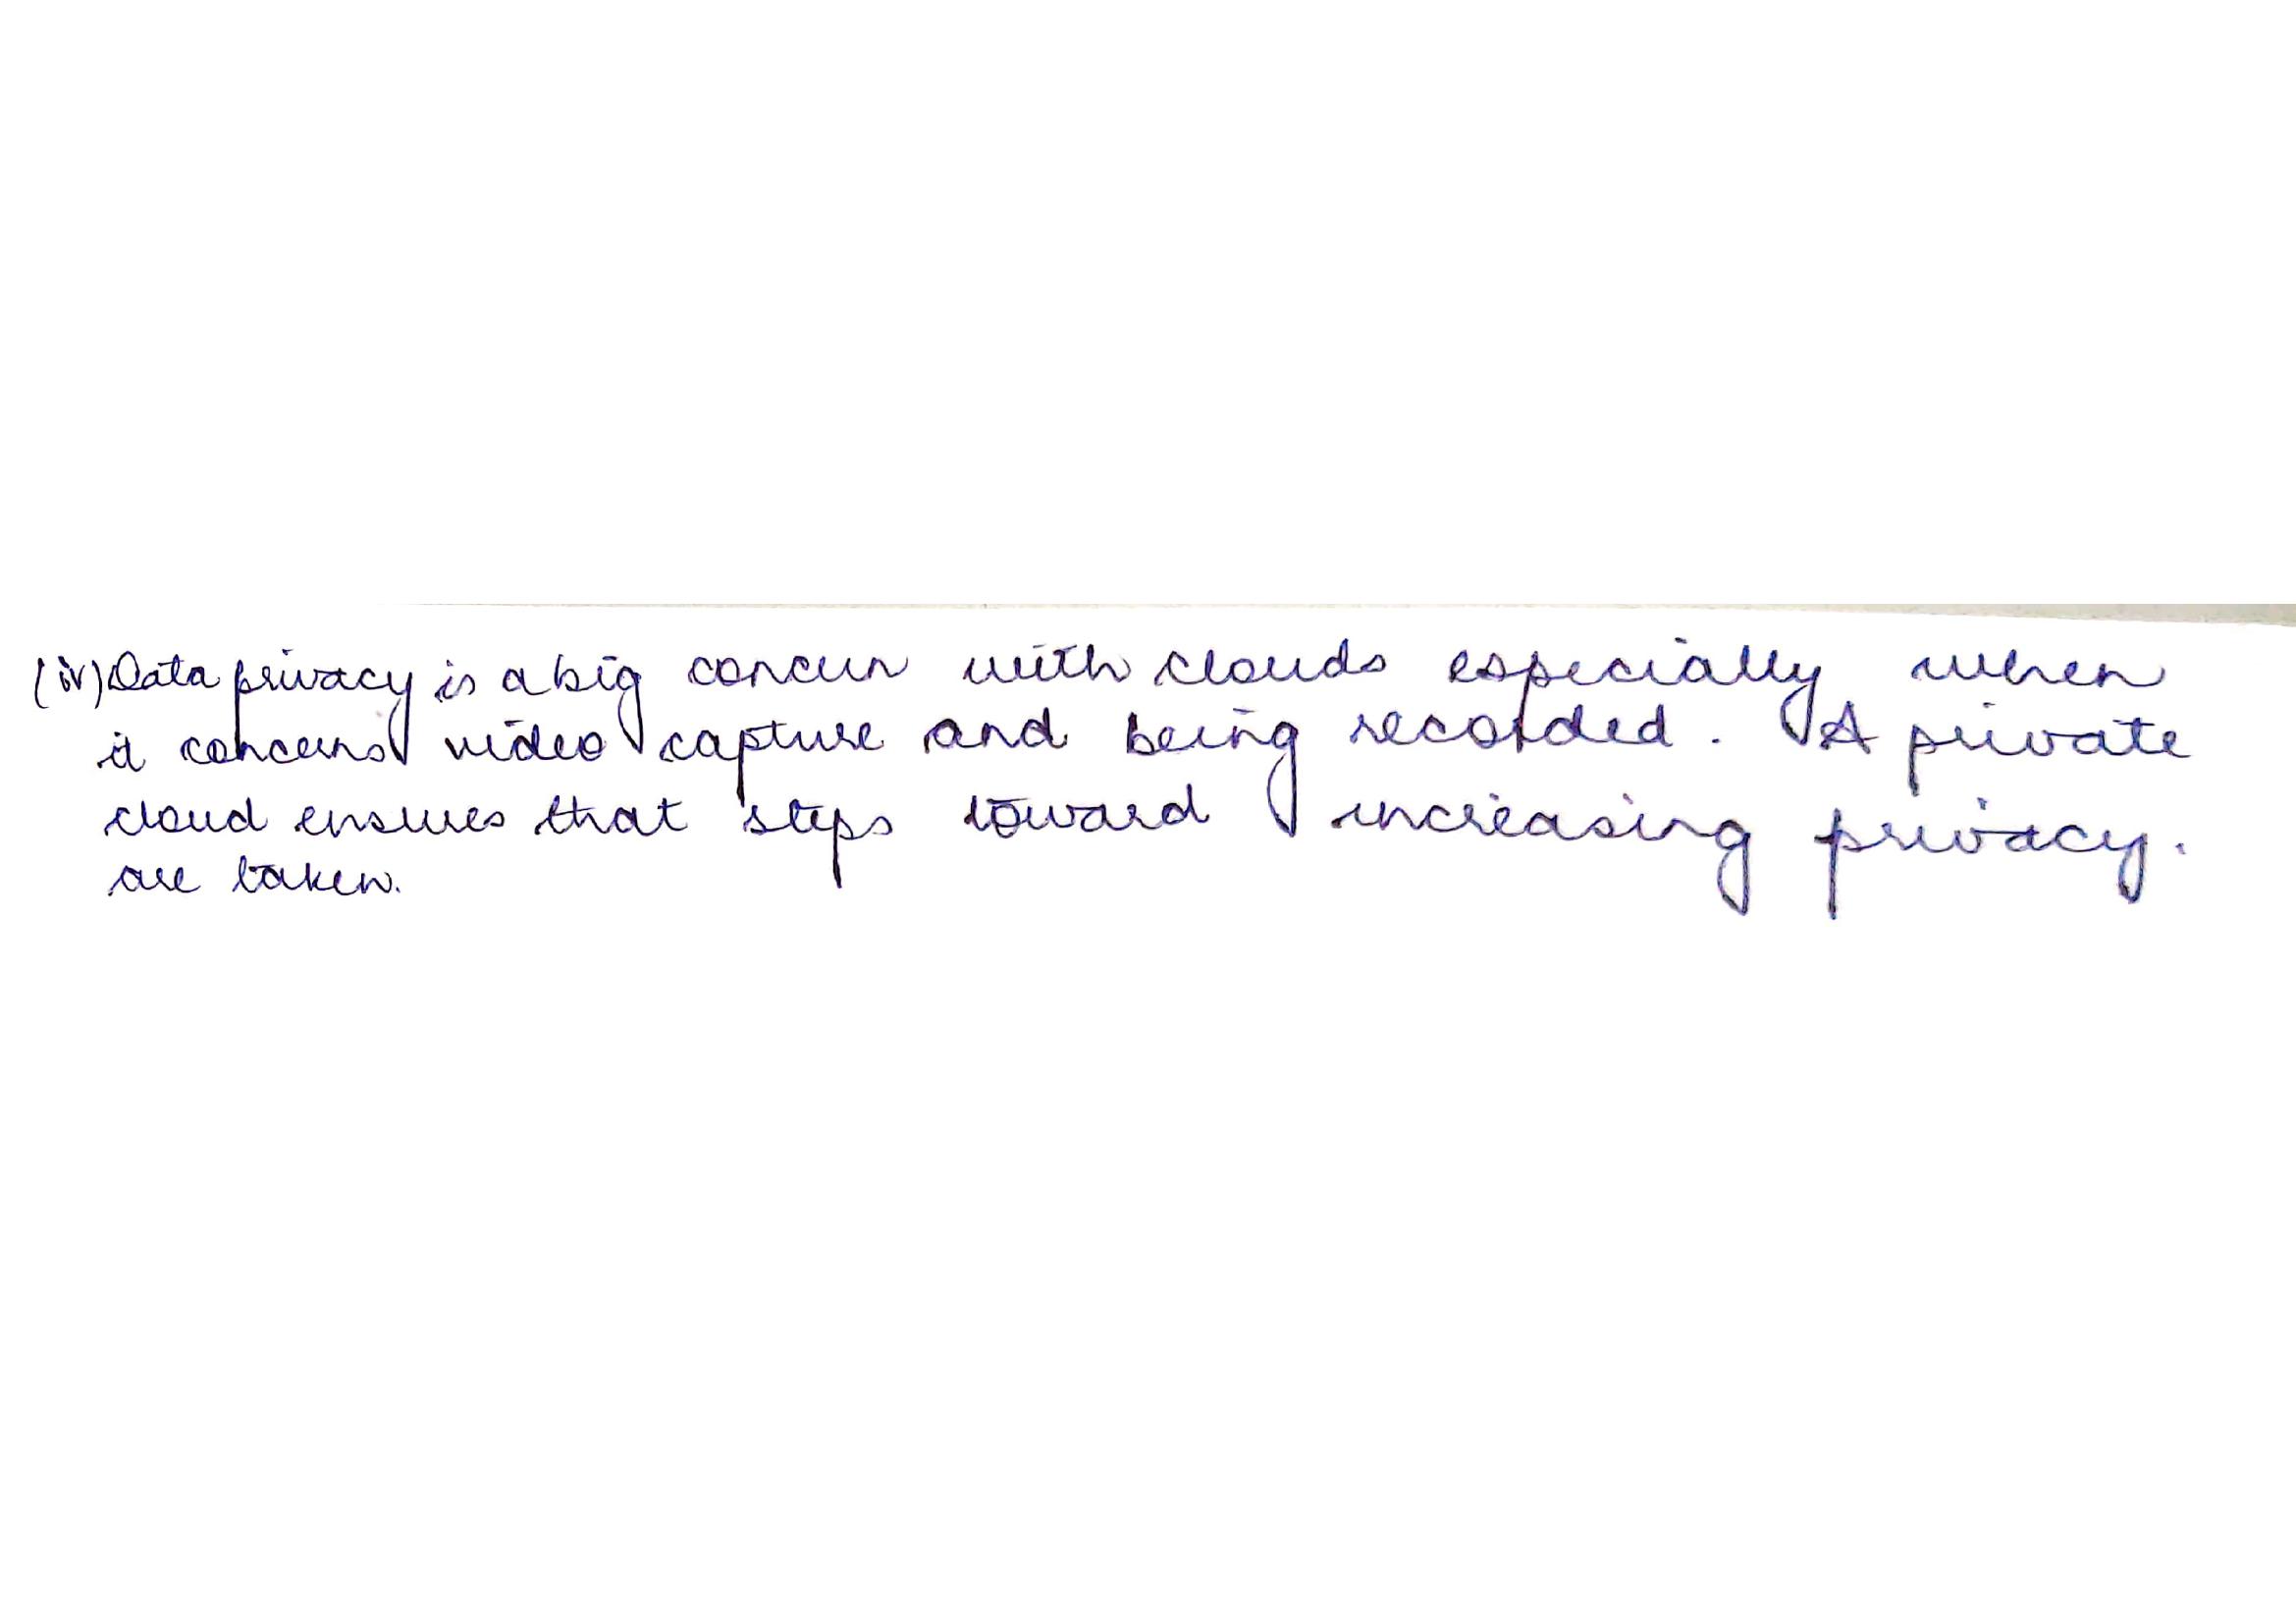 (iv) Data privacy is a big concern with clouds especially when
it concerns video capture and being recorded. A private
cloud ensures that steps toward increasing privacy.
are taken.